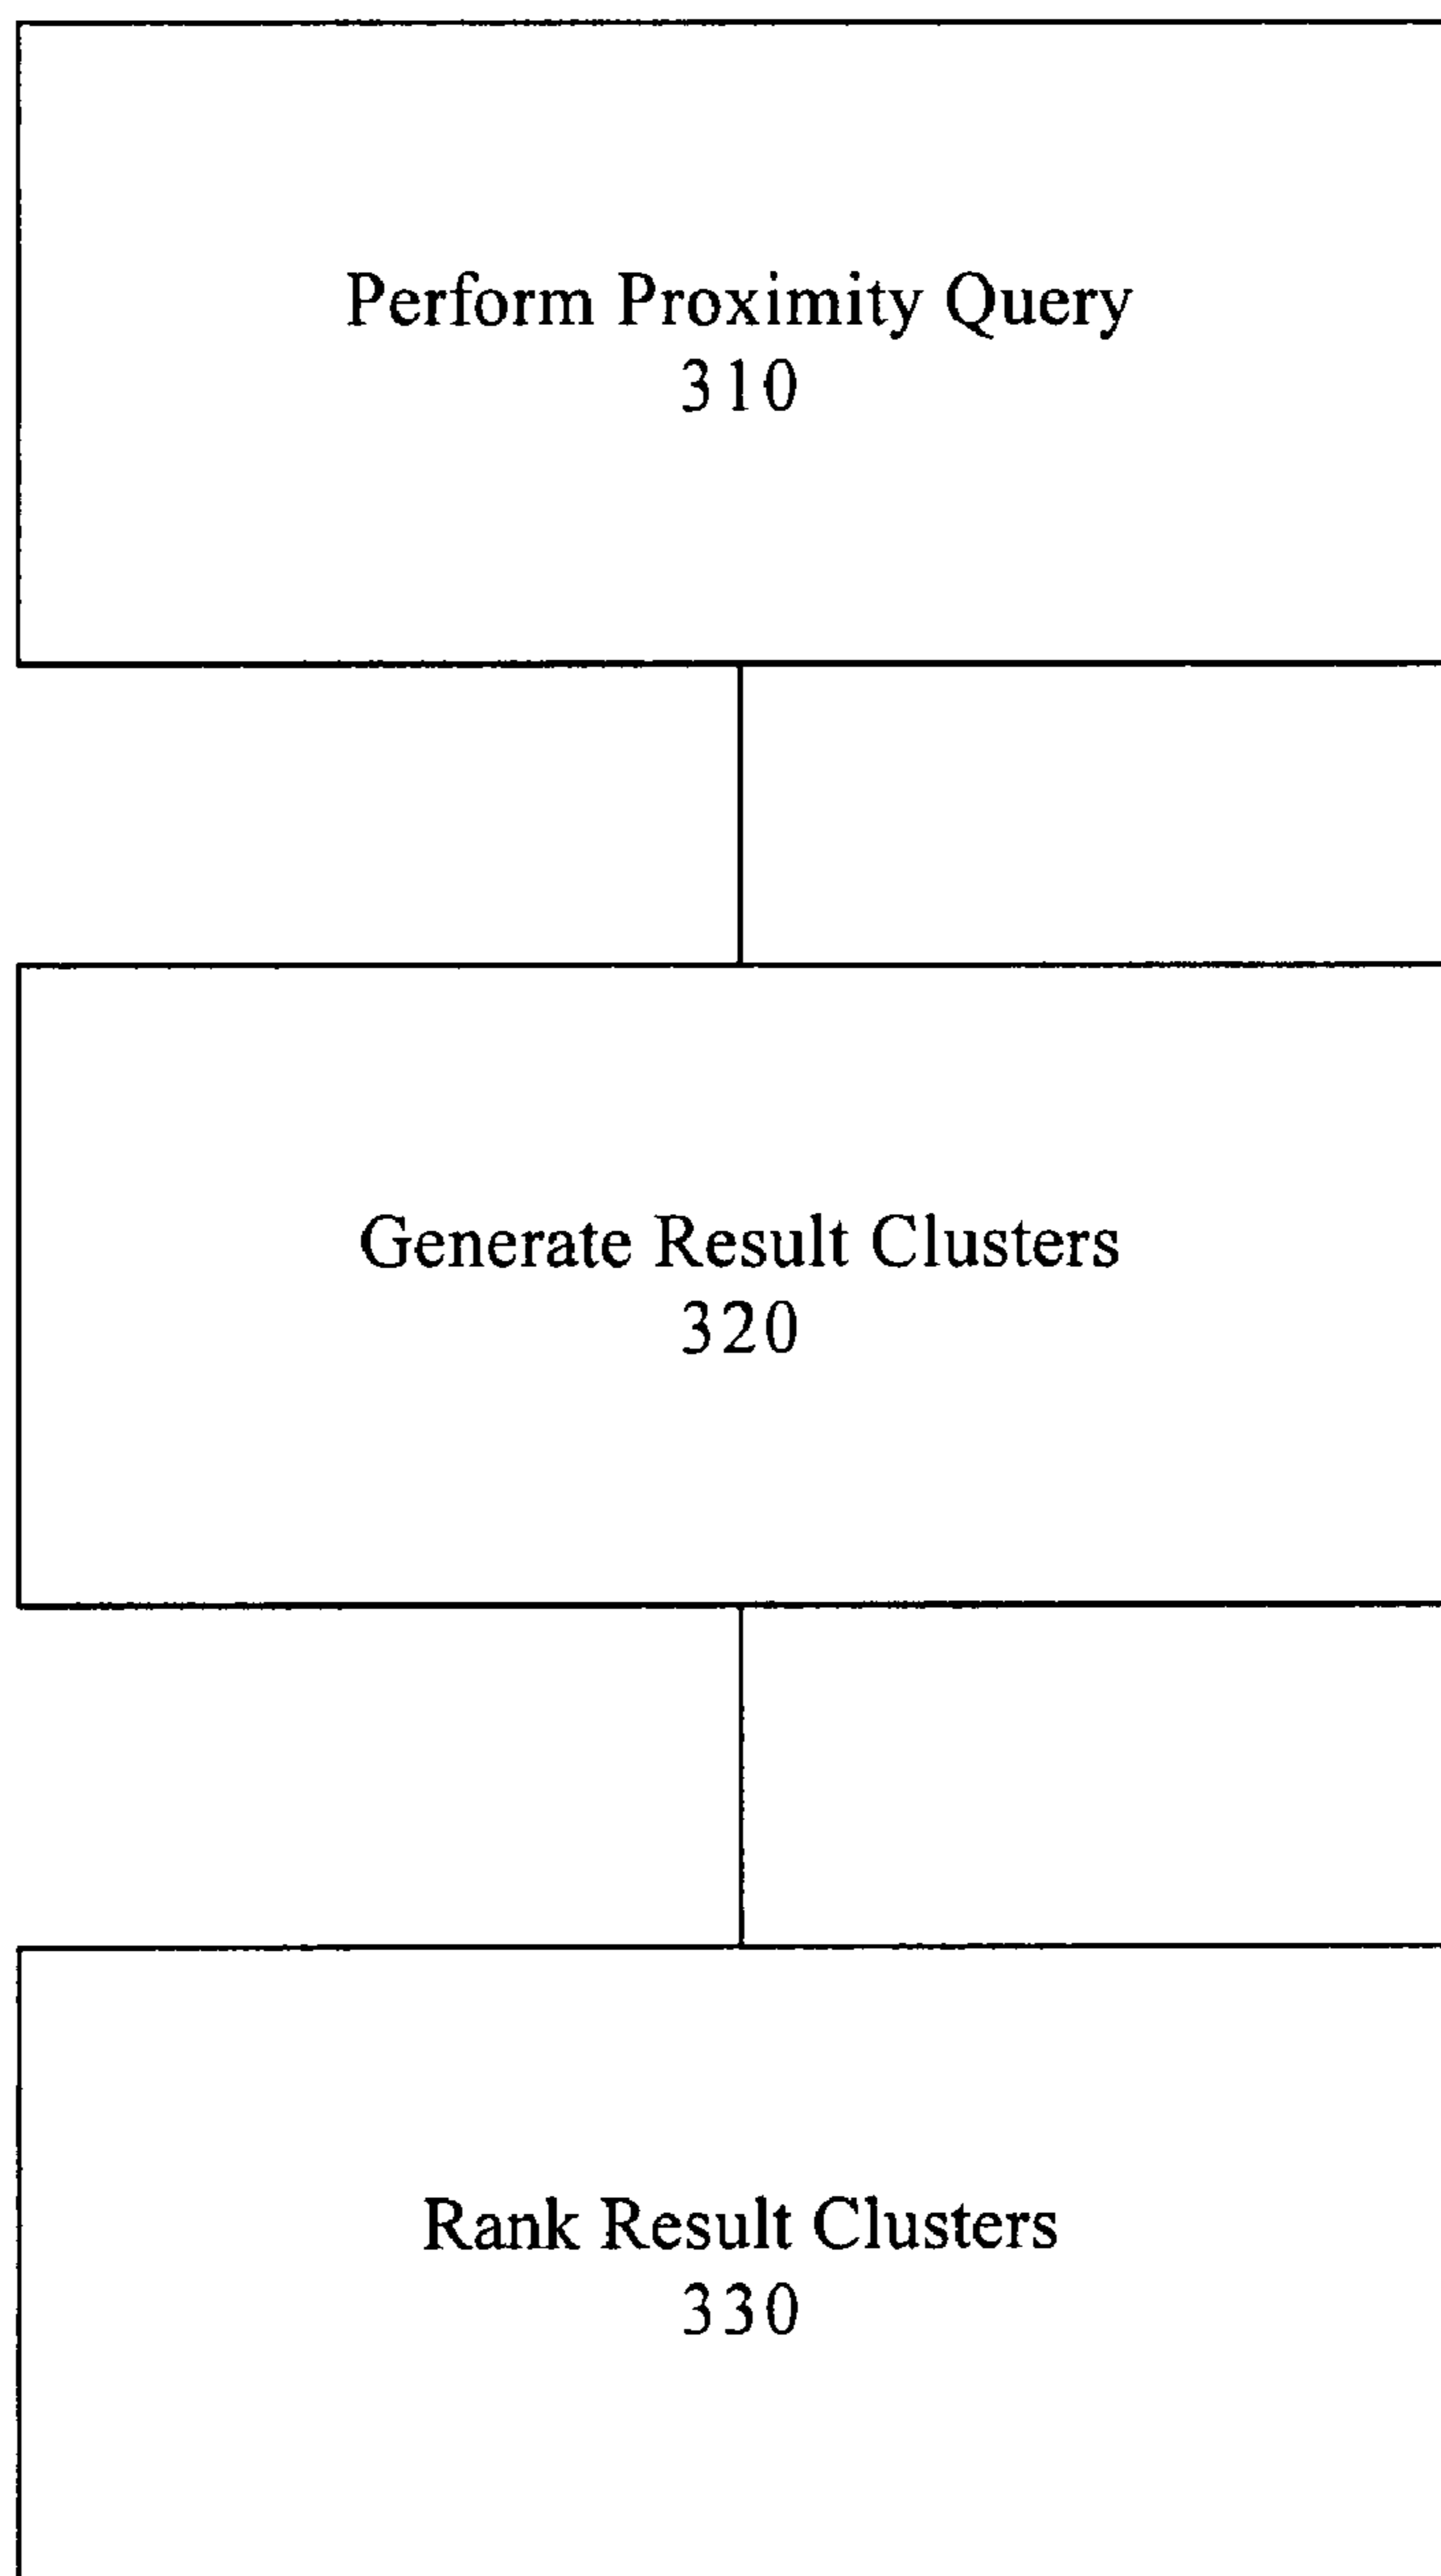 Perform Proximity Query
310
Generate Result Clusters
320
Rank Result Clusters
330